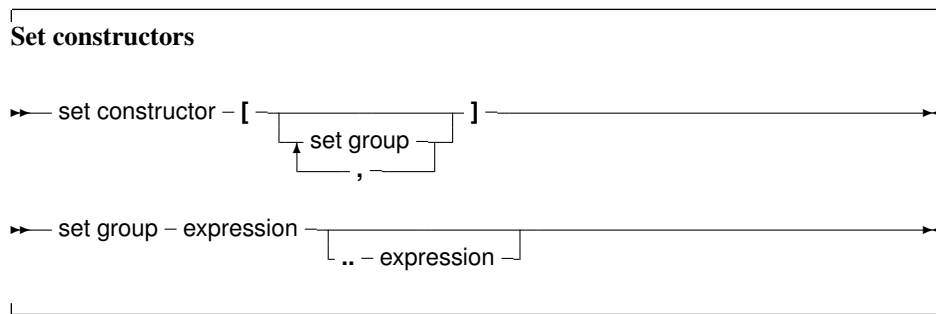 Set constructors
set constructor – [ ]
set group
,
set group – expression
.. – expression